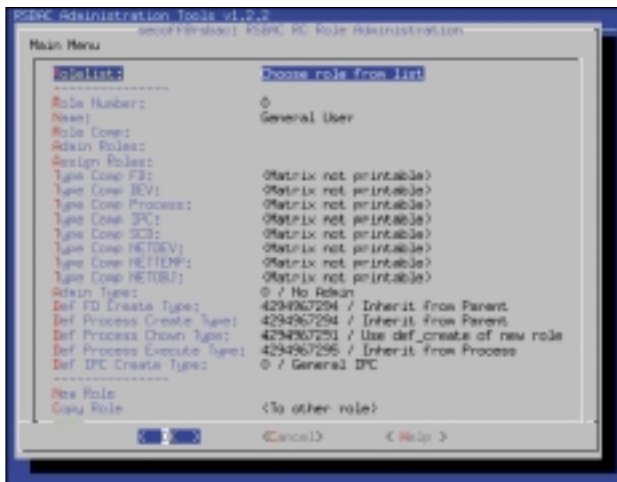 RSBAC Administration Tools v1.2.2
secoff@rsbac: RSBAC RC Role Administration
Main Menu
Rolelist: Choose role from list
---------------
Role Number: 0
Name: General User
Role Comp:
Admin Roles:
Assign Roles:
Type Comp FD: <Matrix not printable>
Type Comp DEV: <Matrix not printable>
Type Comp Process: <Matrix not printable>
Type Comp IPC: <Matrix not printable>
Type Comp SCD: <Matrix not printable>
Type Comp NETDEV: <Matrix not printable>
Type Comp NETTEMP: <Matrix not printable>
Type Comp NETOBJ: <Matrix not printable>
Admin Type: 0 / No Admin
Def FD Create Type: 4294967294 / Inherit from Parent
Def Process Create Type: 4294967294 / Inherit from Parent
Def Process Chown Type: 4294967291 / Use def_create of new role
Def Process Execute Type: 4294967295 / Inherit from Process
Def IPC Create Type: 0 / General IPC
---------------
New Role
Copy Role <To other role>
< OK > <Cancel> < Help >